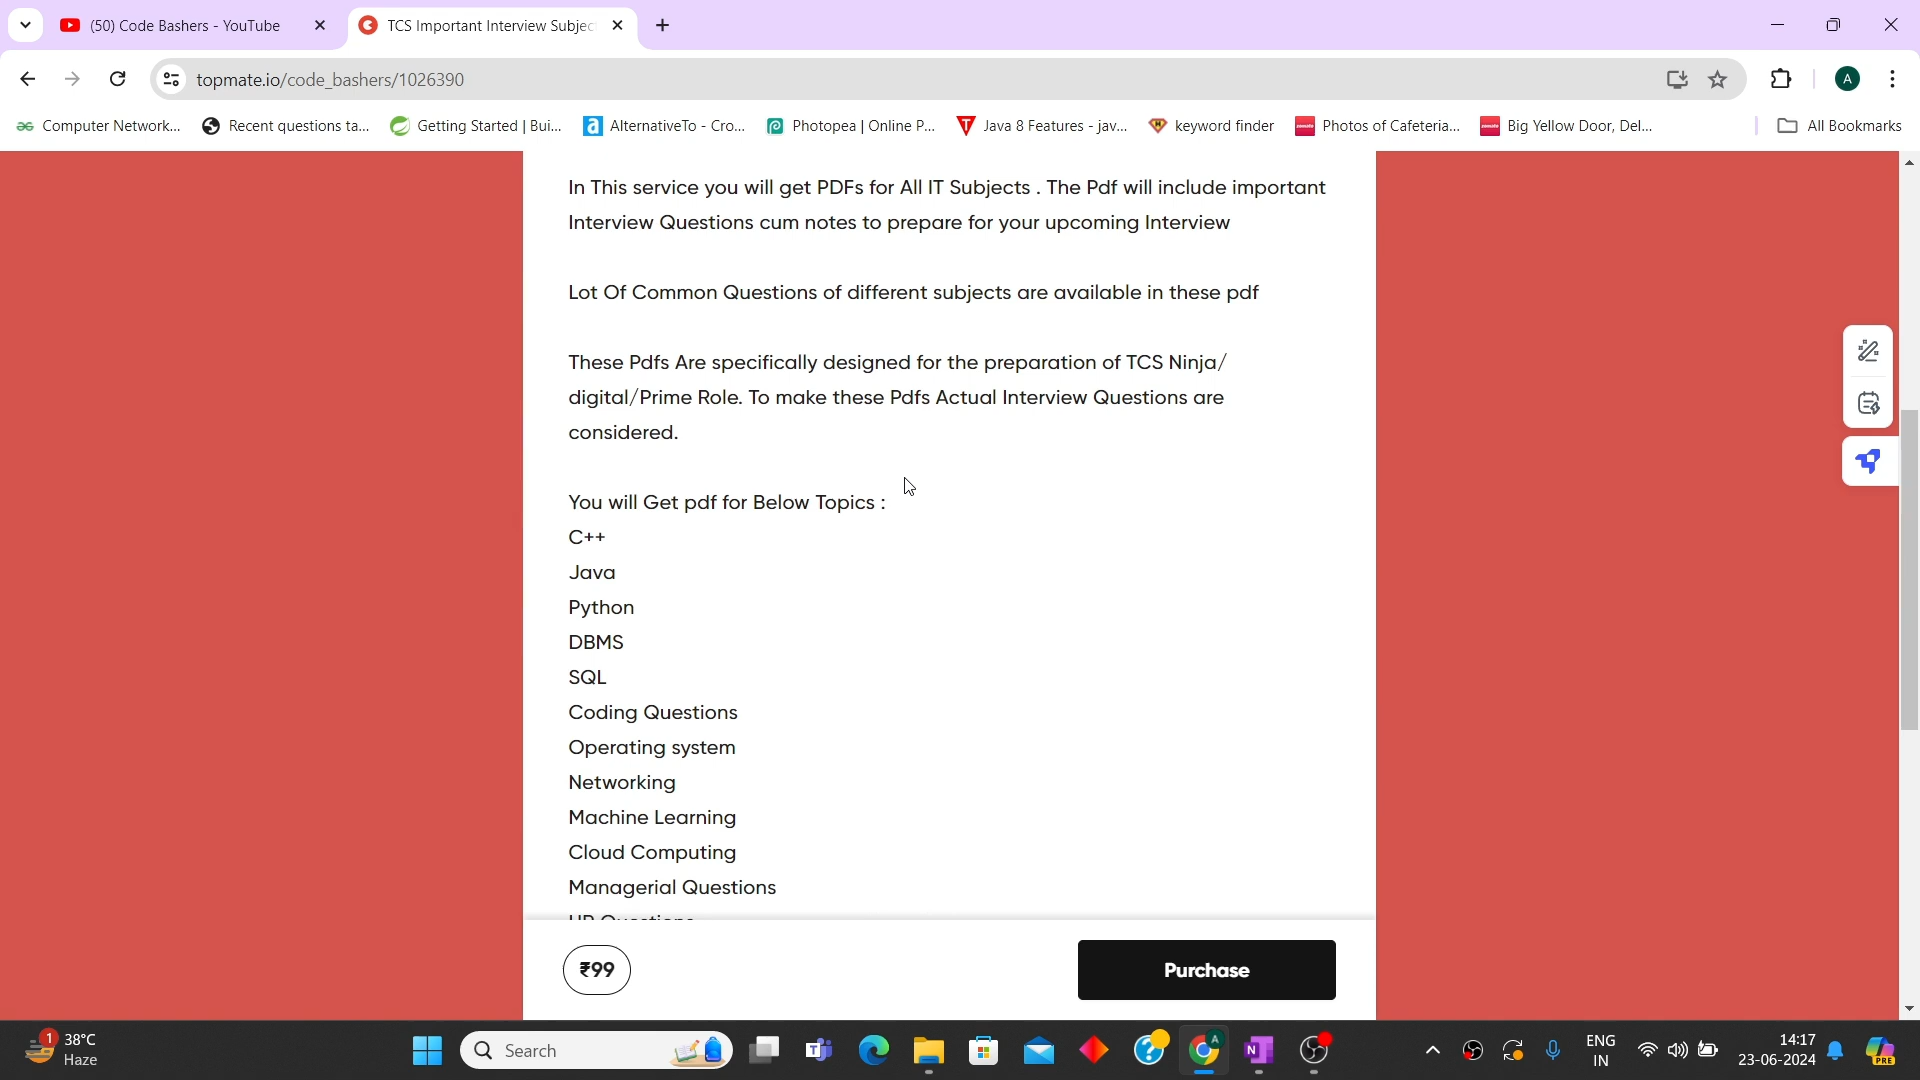 (50) Code Bashers - YouTube
TCS Important Interview Subjec
topmate.io/code_bashers/1026390
A
Computer Network...
Recent questions ta...
Getting Started | Bui...
AlternativeTo - Cro...
Photopea | Online P...
Java 8 Features - jav...
keyword finder
Photos of Cafeteria...
Big Yellow Door, Del...
All Bookmarks
In This service you will get PDFs for All IT Subjects . The Pdf will include important
Interview Questions cum notes to prepare for your upcoming Interview
Lot Of Common Questions of different subjects are available in these pdf
These Pdfs Are specifically designed for the preparation of TCS Ninja/
digital/Prime Role. To make these Pdfs Actual Interview Questions are
considered.
You will Get pdf for Below Topics :
C++
Java
Python
DBMS
SQL
Coding Questions
Operating system
Networking
Machine Learning
Cloud Computing
Managerial Questions
₹99
Purchase
1
38°C
Haze
Search
ENG
IN
14:17
23-06-2024
PRE